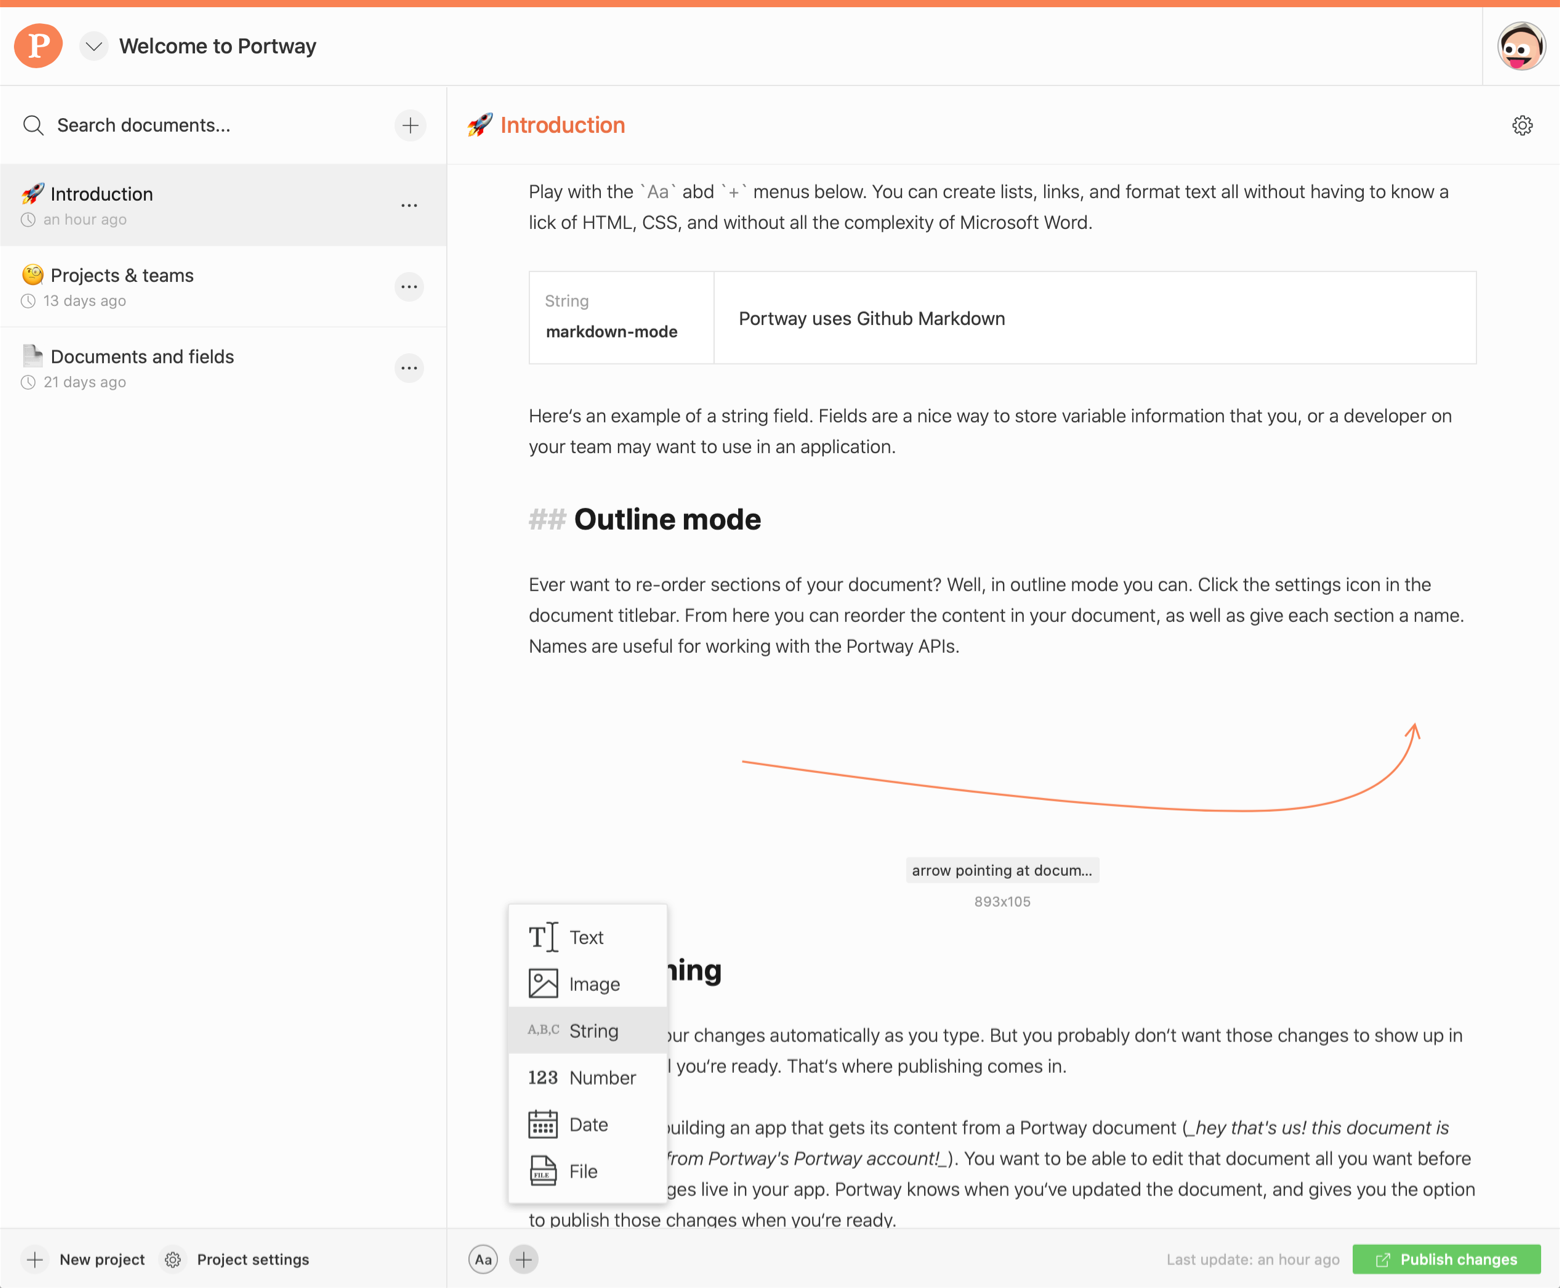 P
Welcome to Portway
Search documents...
🚀 Introduction
an hour ago
🧐 Projects & teams
13 days ago
📄 Documents and fields
21 days ago
New project
Project settings
🚀 Introduction
Play with the `Aa` abd `+` menus below. You can create lists, links, and format text all without having to know a
lick of HTML, CSS, and without all the complexity of Microsoft Word.
String
markdown-mode
Portway uses Github Markdown
Here's an example of a string field. Fields are a nice way to store variable information that you, or a developer on
your team may want to use in an application.
## Outline mode
Ever want to re-order sections of your document? Well, in outline mode you can. Click the settings icon in the
document titlebar. From here you can reorder the content in your document, as well as give each section a name.
Names are useful for working with the Portway APIs.
arrow pointing at docum...
893x105
Text
Image
A,B,C String
123 Number
Date
FILE File
hing
ur changes automatically as you type. But you probably don't want those changes to show up in
l you're ready. That's where publishing comes in.
uilding an app that gets its content from a Portway document (_hey that's us! this document is
from Portway's Portway account!_). You want to be able to edit that document all you want before
ges live in your app. Portway knows when you've updated the document, and gives you the option
to publish those changes when you're ready.
Aa
Last update: an hour ago
Publish changes